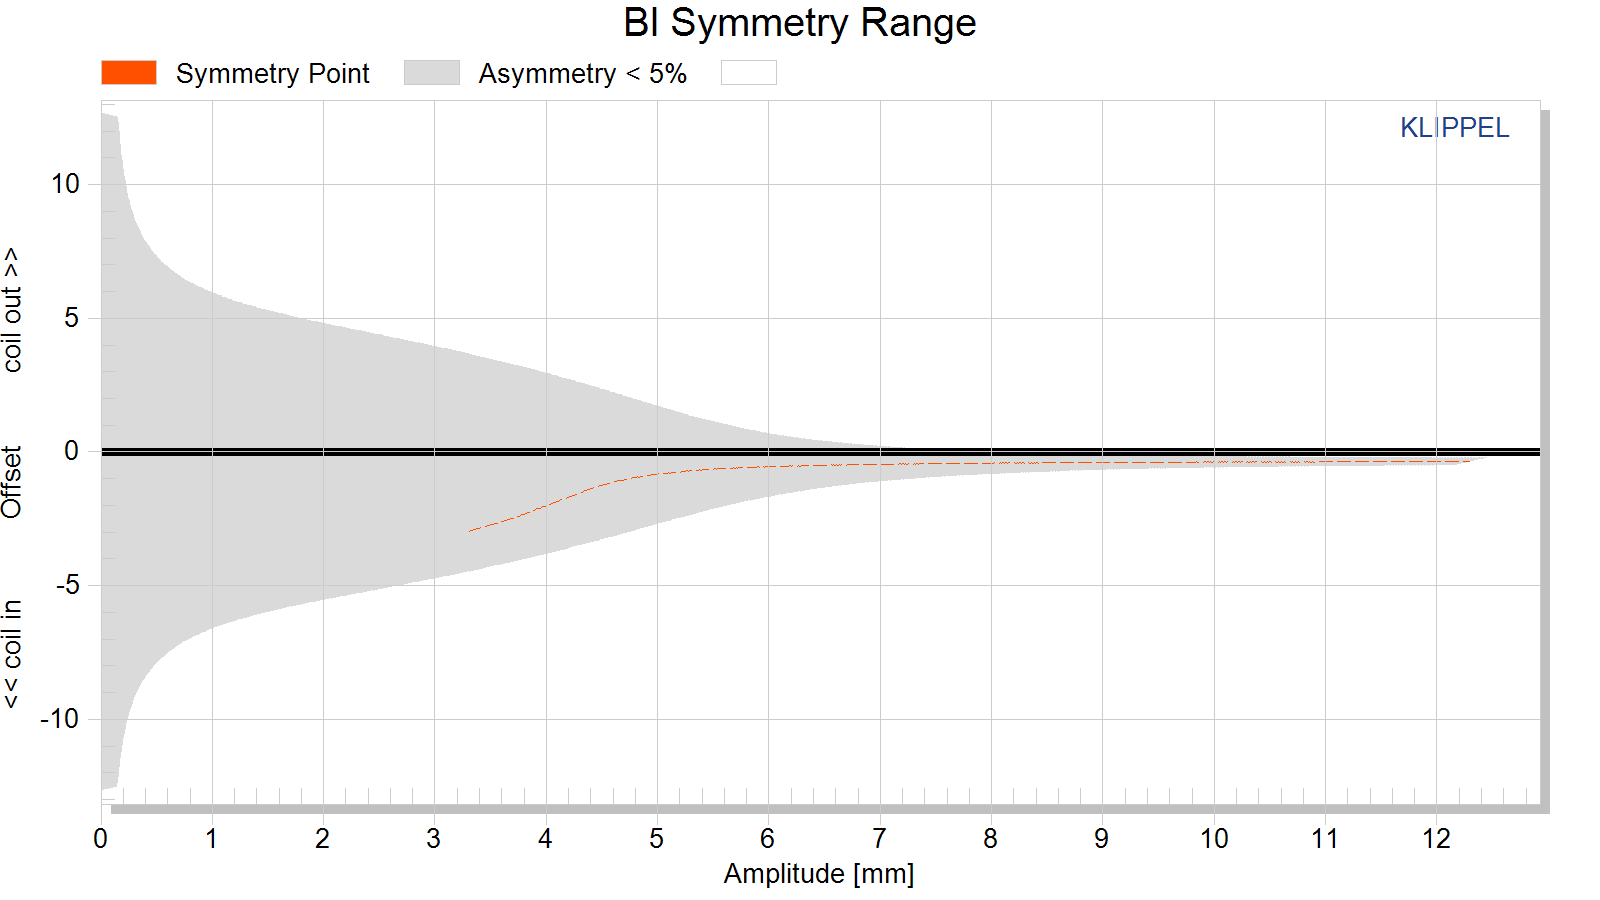 Bl Symmetry Range
Symmetry Point Asymmetry < 5%
KLIPPEL
10
5
0
-5
-10
<< coil in Offset coil out >>
0 1 2 3 4 5 6 7 8 9 10 11 12
Amplitude [mm]